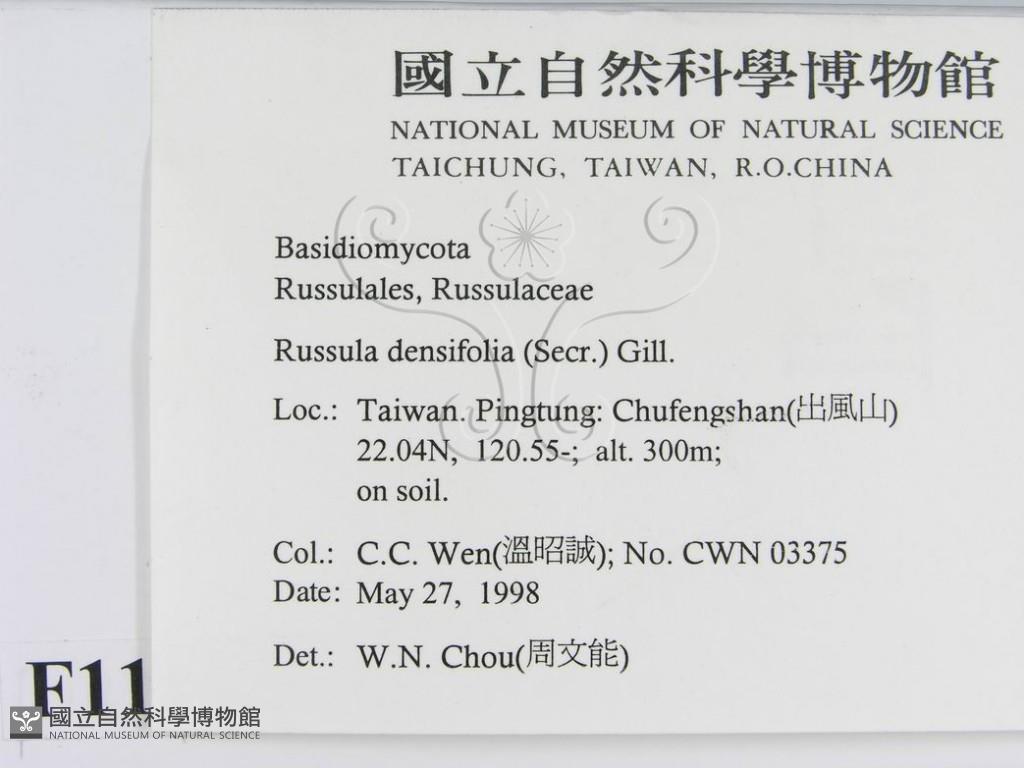 國立自然科學博物館
NATIONAL MUSEUM OF NATURAL SCIENCE
TAICHUNG, TAIWAN, R.O.CHINA
Basidiomycota
Russulales, Russulaceae
Russula densifolia (Secr.) Gill.
Loc.: Taiwan. Pingtung: Chufengshan(出風山)
22.04N, 120.55-; alt. 300m;
on soil.
Col.: C.C. Wen(溫昭誠); No. CWN 03375
Date: May 27, 1998
Det.: W.N. Chou(周文能)
F11
國立自然科學博物館
NATIONAL MUSEUM OF NATURAL SCIENCE